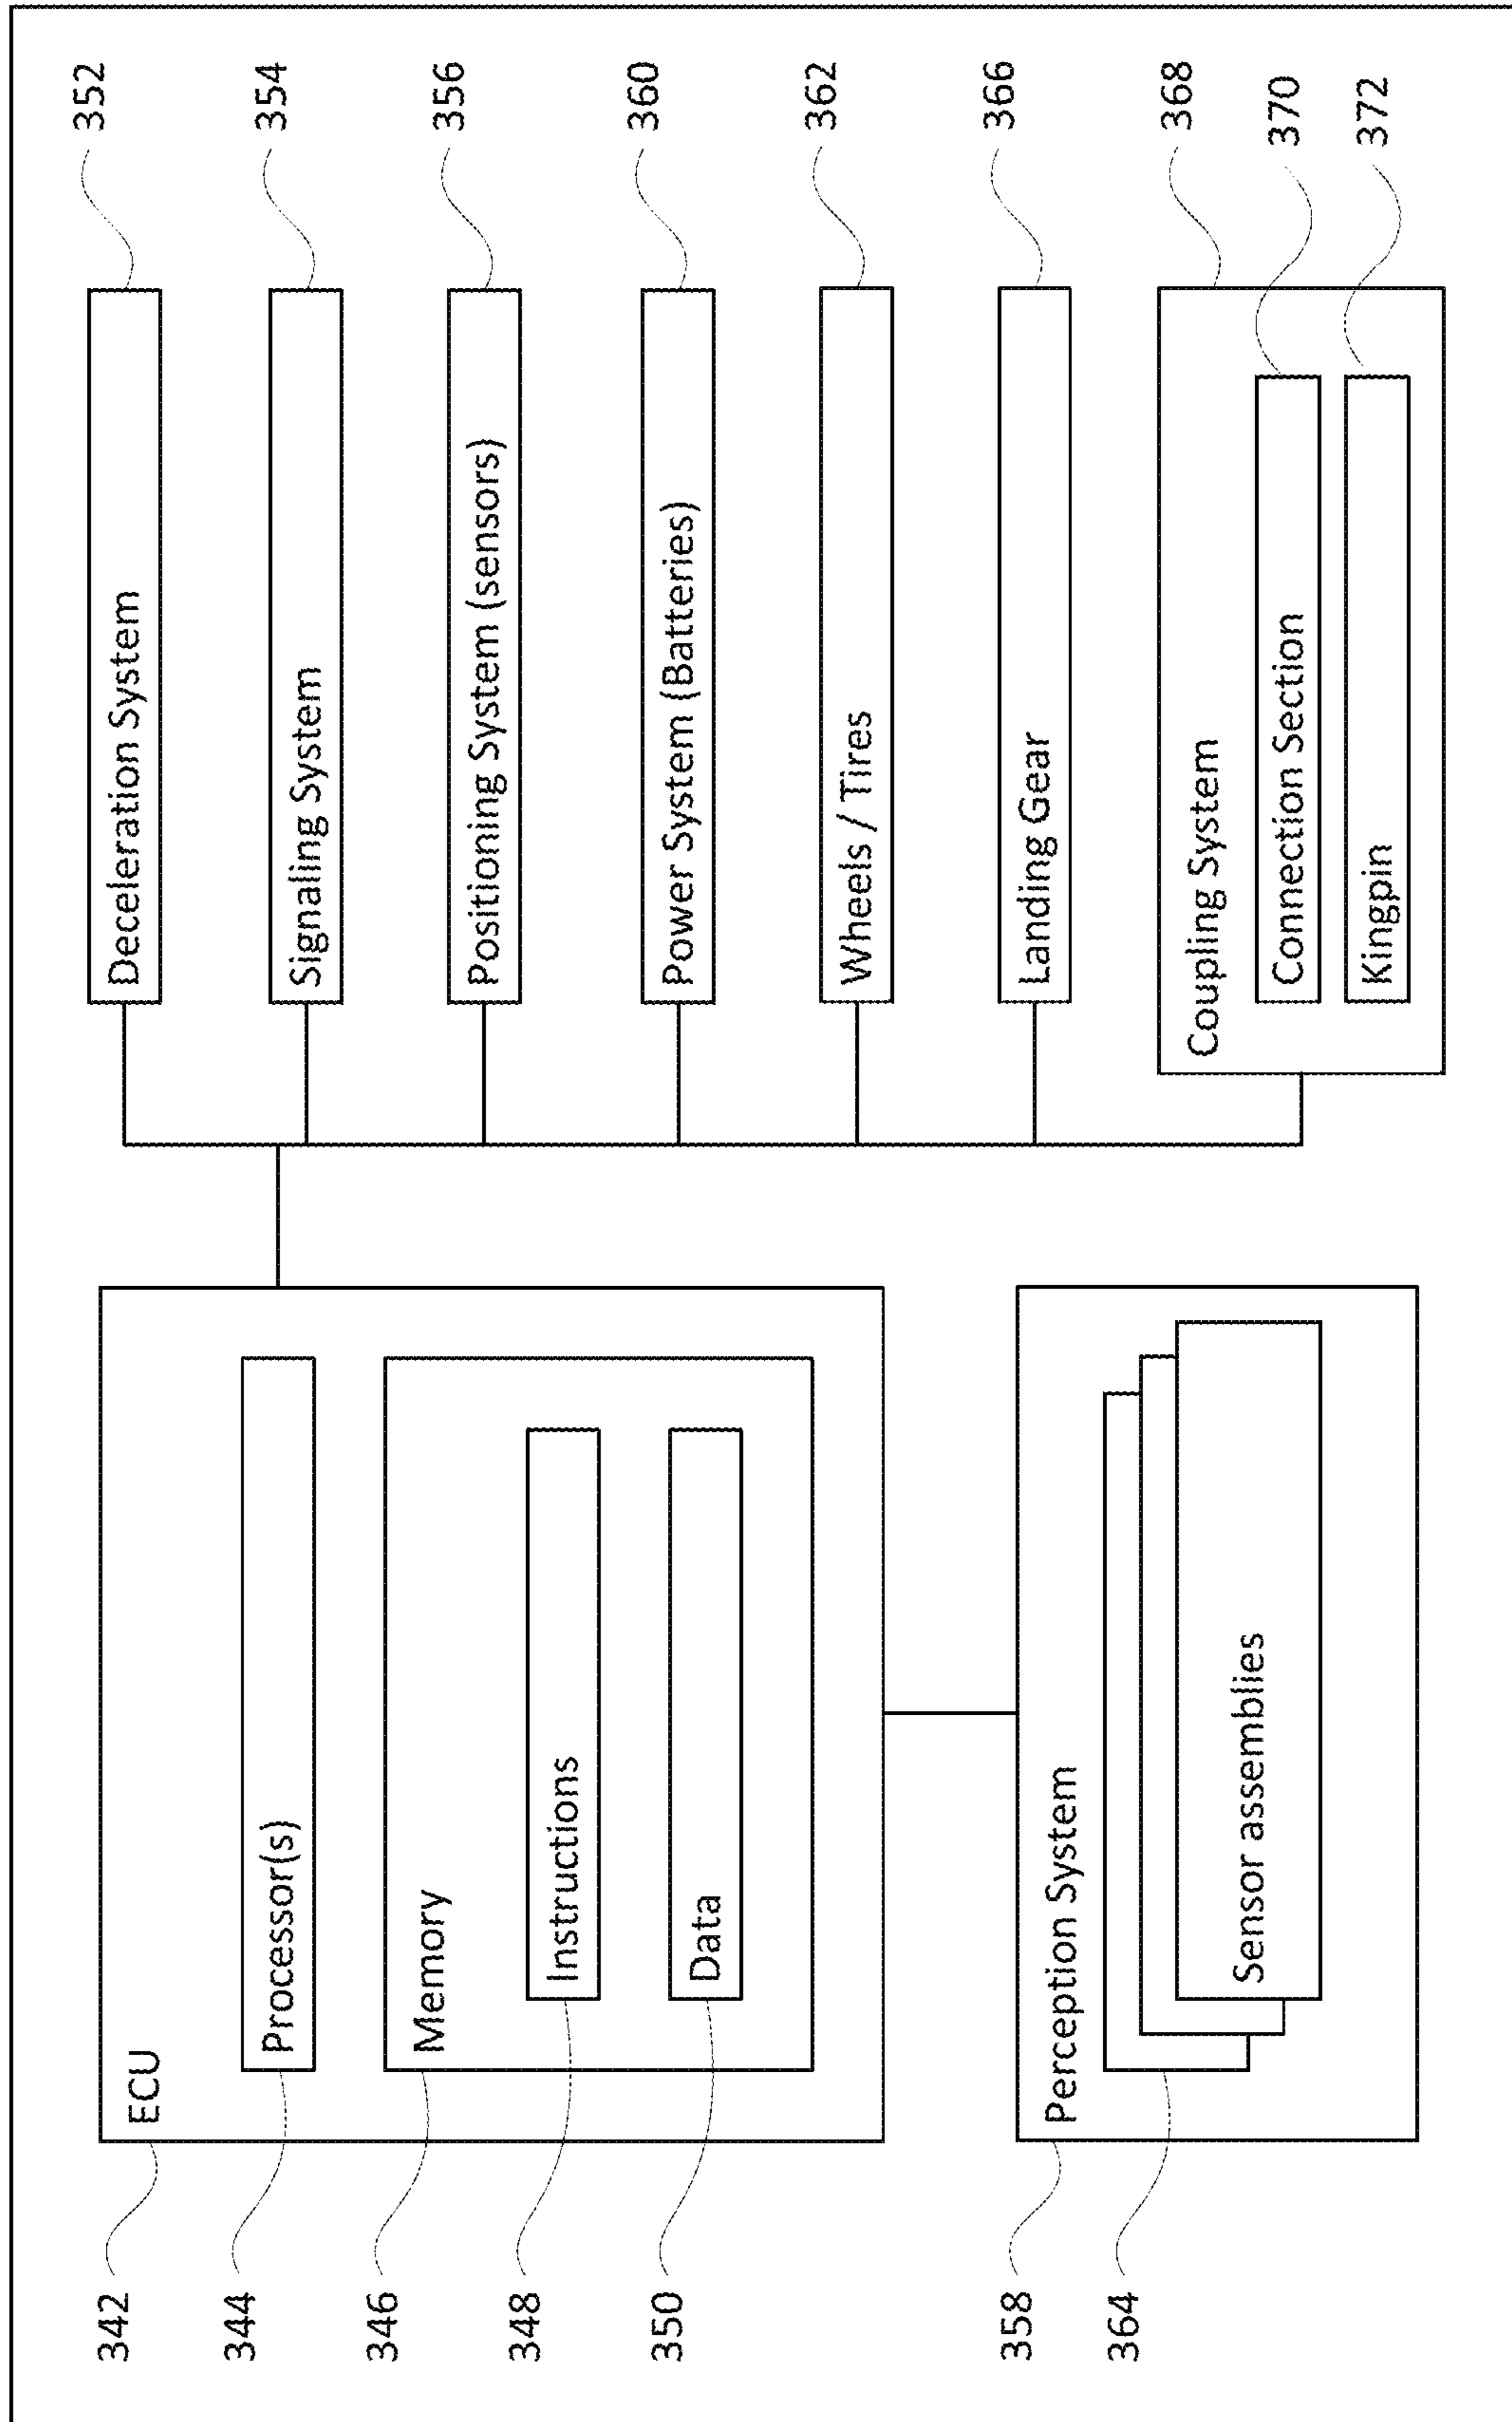 342
ECU
344
Processor(s)
346
Memory
348
Instructions
350
Data
358
Perception System
364
Sensor assemblies
Deceleration System
352
Signaling System
354
Positioning System (sensors)
356
Power System (Batteries)
360
Wheels / Tires
362
Landing Gear
366
Coupling System
368
Connection Section
370
Kingpin
372